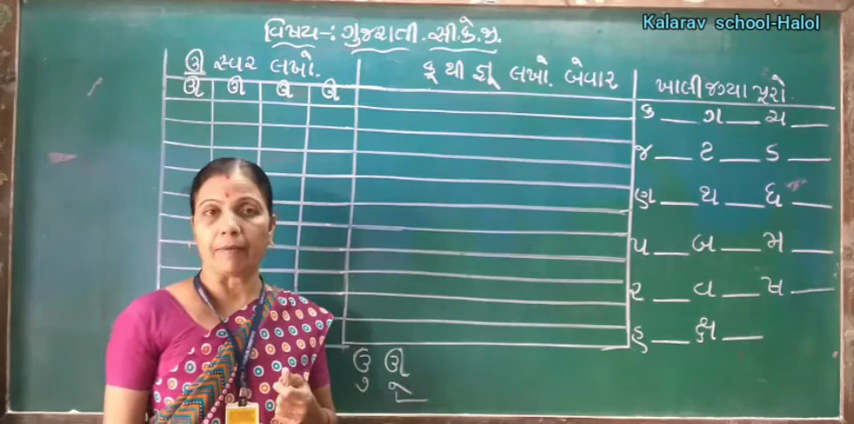 Kalarav school-Halol
વિષય-: ગુજરાતી. સી.કે.જી.
ઊ સ્વર લખો.
ઊ ઊ ઊ ઊ
કૂ થી જ્ઞૂ લખો. બેવાર
ખાલી જગ્યા પૂરો.
ક __ ગ __ ચ __
જ __ ટ __ ડ __
ણ __ થ __ ધ __
પ __ બ __ મ __
ર __ વ __ ષ __
હ __ ક્ષ __
ઉ ઊ
ુ ૂ